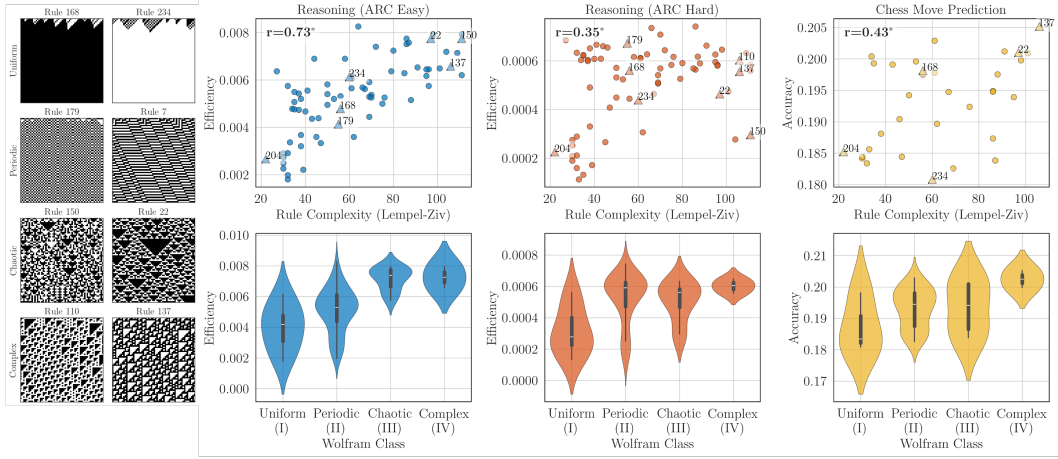 Rule 168
Rule 234
Uniform
Rule 179
Rule 7
Periodic
Rule 150
Rule 22
Chaotic
Rule 110
Rule 137
Complex
Reasoning (ARC Easy)
r=0.73*
0.008
0.006
0.004
0.002
Efficiency
22
150
137
234
168
179
204
20 40 60 80 100
Rule Complexity (Lempel-Ziv)
Reasoning (ARC Hard)
r=0.35*
0.0006
0.0004
0.0002
Efficiency
179
110
168
137
22
234
150
204
20 40 60 80 100
Rule Complexity (Lempel-Ziv)
Chess Move Prediction
r=0.43*
0.205
0.200
0.195
0.190
0.185
0.180
Accuracy
137
22
168
204
234
20 40 60 80 100
Rule Complexity (Lempel-Ziv)
0.010
0.008
0.006
0.004
0.002
0.000
Efficiency
Uniform Periodic Chaotic Complex
(I) (II) (III) (IV)
Wolfram Class
0.0008
0.0006
0.0004
0.0002
0.0000
Efficiency
Uniform Periodic Chaotic Complex
(I) (II) (III) (IV)
Wolfram Class
0.21
0.20
0.19
0.18
0.17
Accuracy
Uniform Periodic Chaotic Complex
(I) (II) (III) (IV)
Wolfram Class